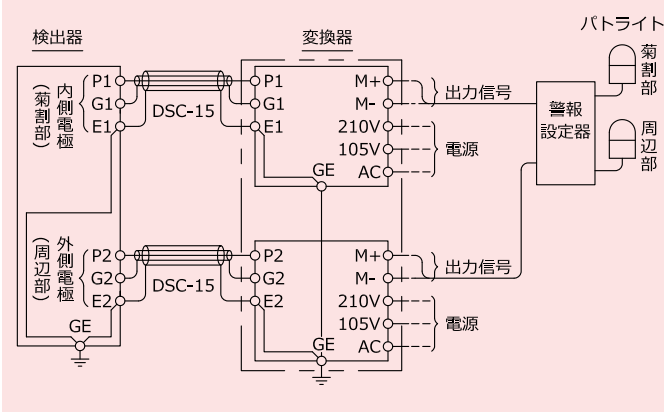 パトライト
検出器
変換器
菊割部
周辺部
内側電極
(菊割部)
P1
G1
E1
DSC-15
P1
G1
E1
GE
M+
M-
210V
105V
AC
出力信号
電源
警報
設定器
外側電極
(周辺部)
P2
G2
E2
GE
DSC-15
P2
G2
E2
GE
M+
M-
210V
105V
AC
出力信号
電源